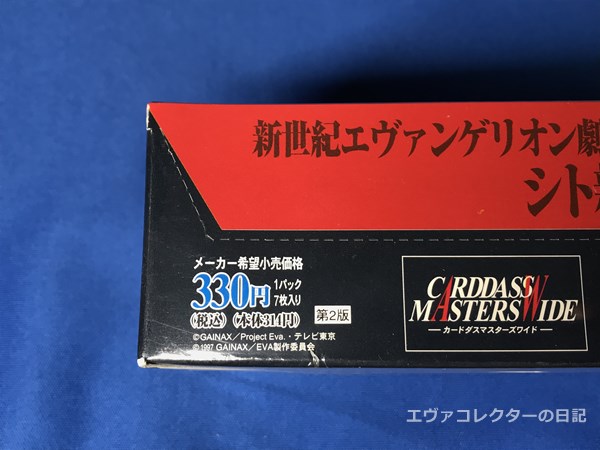 新世紀エヴァンゲリオン劇
シト
メーカー希望小売価格
330円
1パック
7枚入り
(税込) (本体314円)
第2版
©GAINAX/Project Eva.・テレビ東京
©1997 GAINAX/EVA製作委員会
CARDDASS
MASTERS WIDE
カードダスマスターズワイド
エヴァコレクターの日記